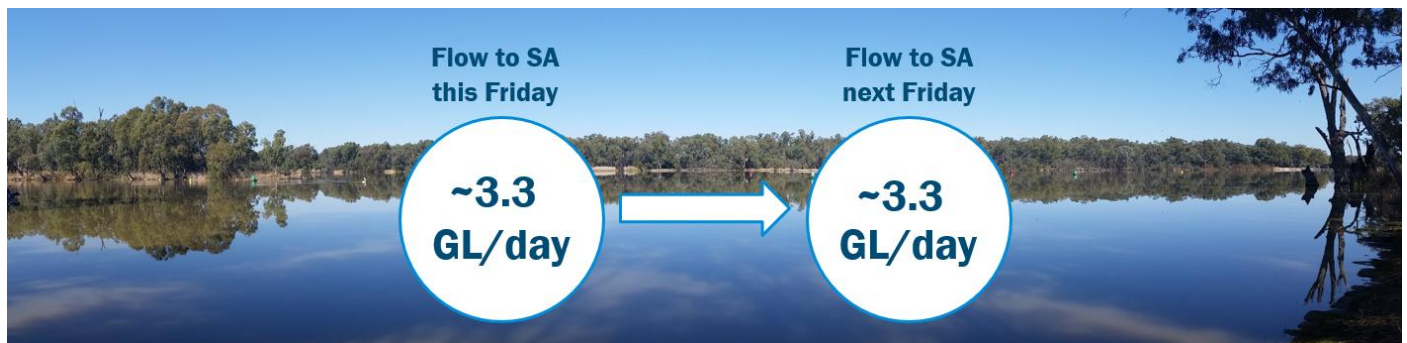 Flow to SA
this Friday
~3.3
GL/day
Flow to SA
next Friday
~3.3
GL/day